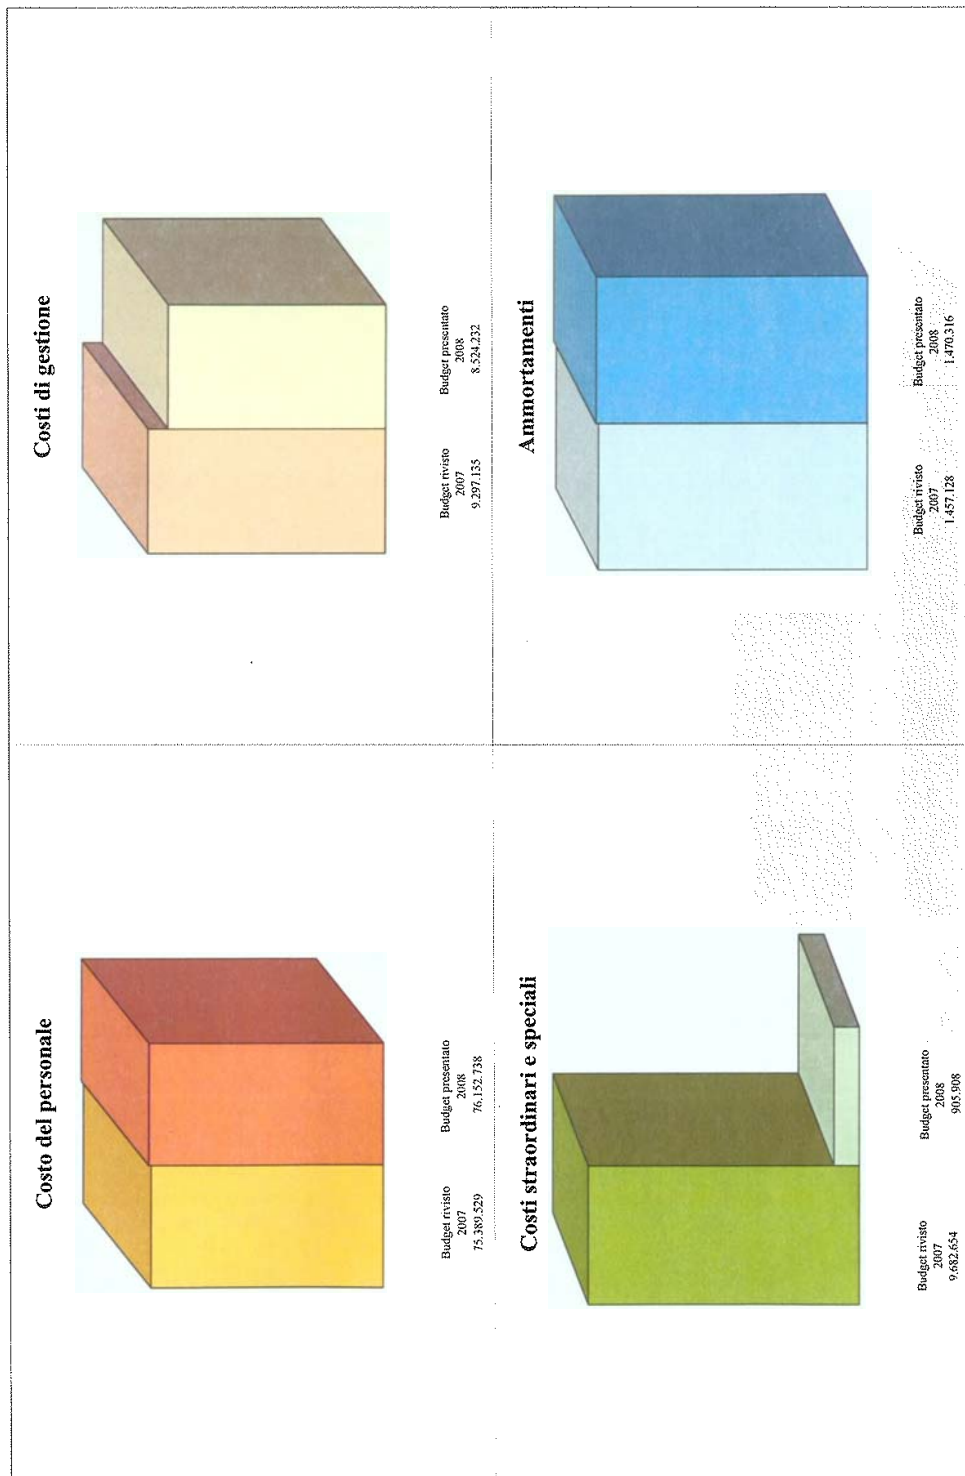 Costo del personale
Budget rivisto
2007
75.389.529
Budget presentato
2008
76.152.738
Costi di gestione
Budget rivisto
2007
9.297.135
Budget presentato
2008
8.524.232
Costi straordinari e speciali
Budget rivisto
2007
9.682.654
Budget presentato
2008
905.908
Ammortamenti
Budget rivisto
2007
1.457.128
Budget presentato
2008
1.470.316